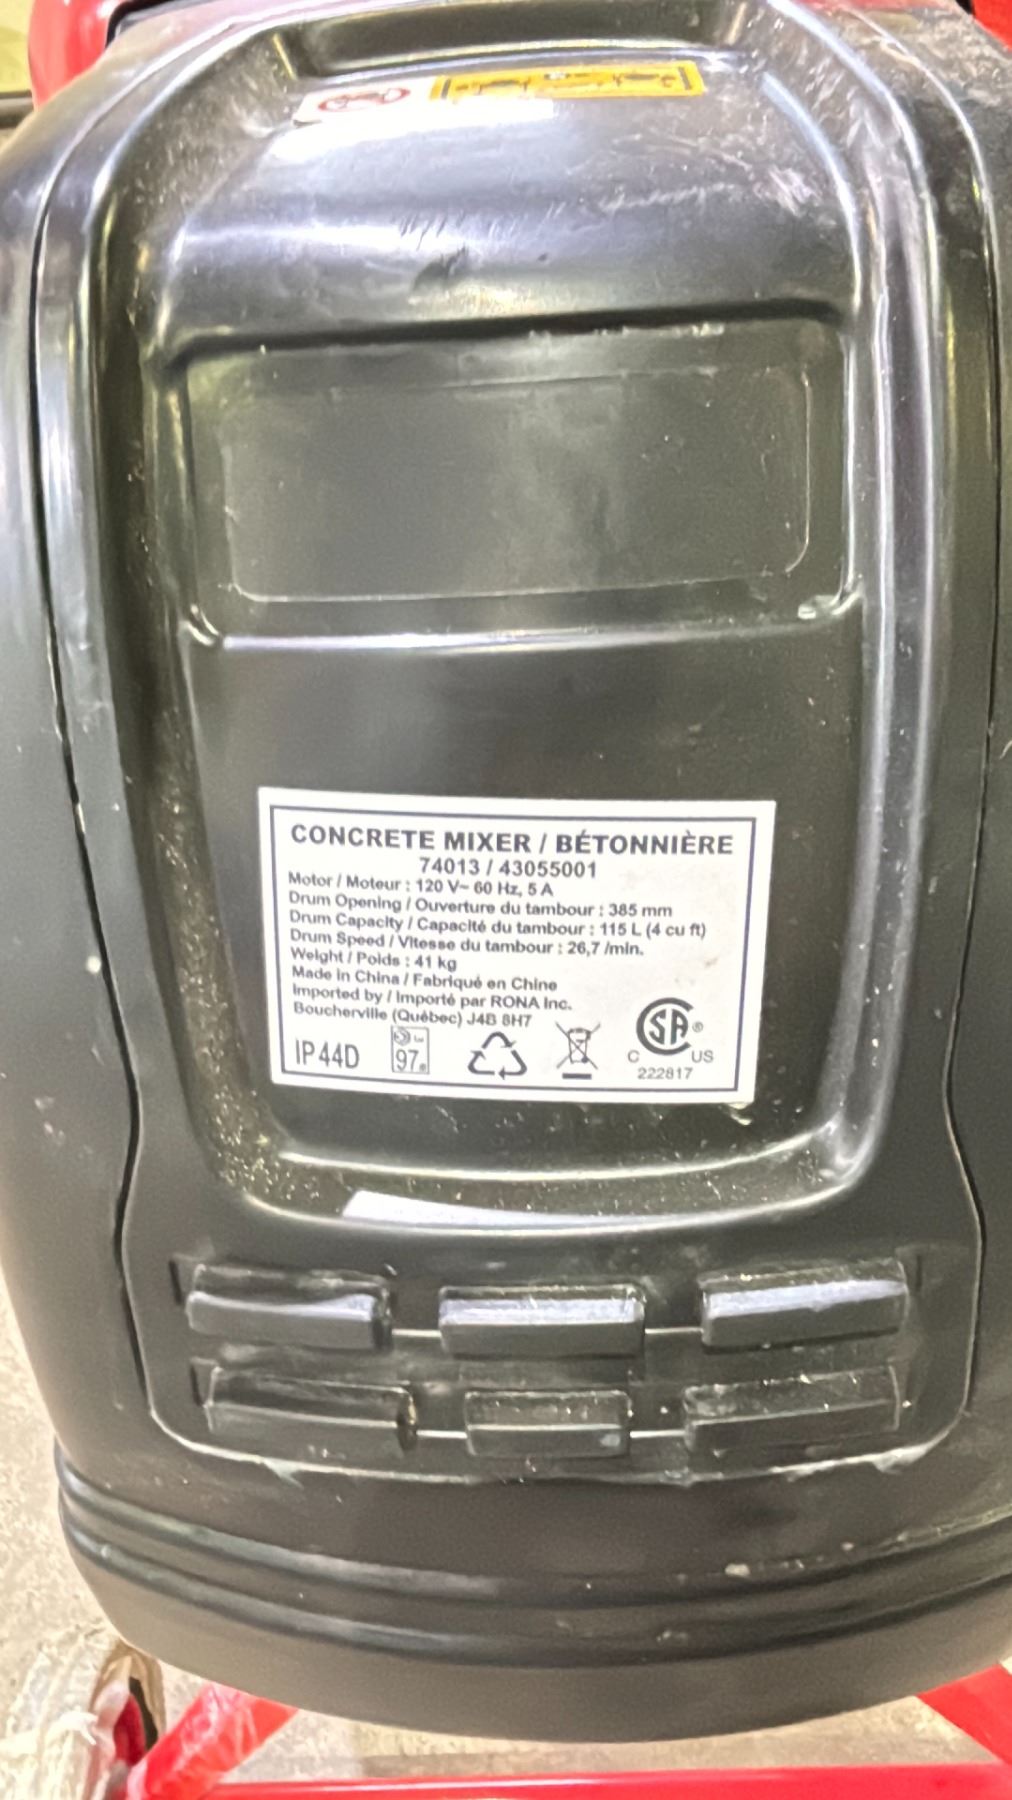 CONCRETE MIXER / BÉTONNIÈRE
74013 / 43055001
Motor / Moteur : 120 V~ 60 Hz, 5 A
Drum Opening / Ouverture du tambour : 385 mm
Drum Capacity / Capacité du tambour : 115 L (4 cu ft)
Drum Speed / Vitesse du tambour : 26,7 /min.
Weight / Poids : 41 kg
Made in China / Fabriqué en Chine
Imported by / Importé par RONA Inc.
Boucherville (Québec) J4B 8H7
IP44D
97
SA ®
C US
222817